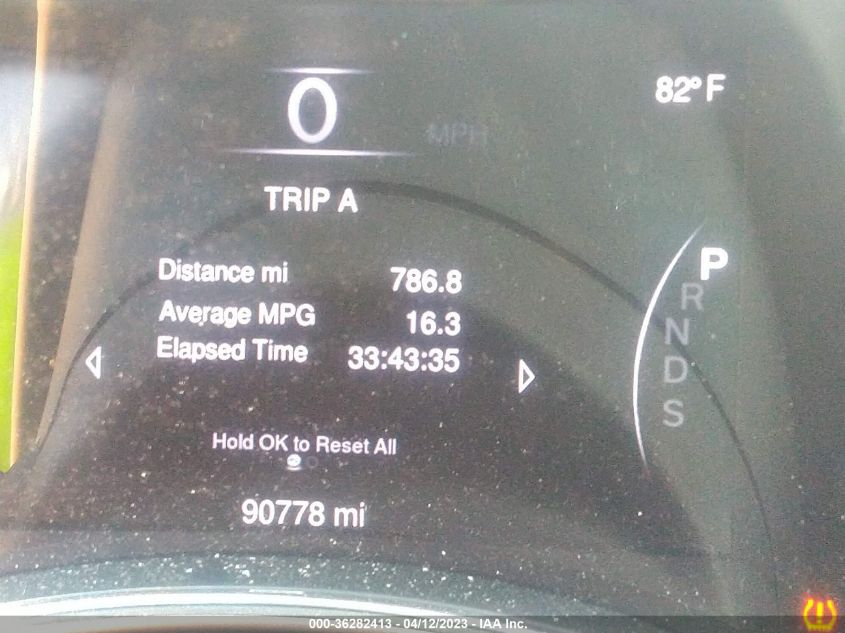 0
MPH
82°F
TRIP A
Distance mi 786.8
Average MPG 16.3
Elapsed Time 33:43:35
P
R
N
D
S
Hold OK to Reset All
90778 mi
000-36282413 - 04/12/2023 - IAA Inc.